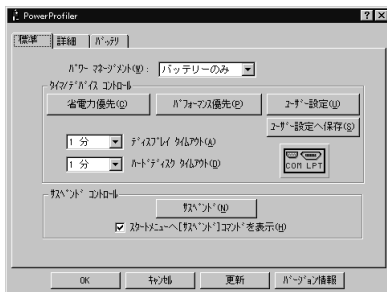 PowerProfiler
標準 詳細 ﾊﾞｯﾃﾘ
ﾊﾟﾜｰ ﾏﾈｰｼﾞﾒﾝﾄ(W): バッテリーのみ
ﾀｲﾏ/ﾃﾞﾊﾞｲｽ ｺﾝﾄﾛｰﾙ
省電力優先(C) ﾊﾟﾌｫｰﾏﾝｽ優先(P) ﾕｰｻﾞｰ設定(U)
ﾕｰｻﾞｰ設定へ保存(S)
1 分 ﾃﾞｨｽﾌﾟﾚｲ ﾀｲﾑｱｳﾄ(A)
1 分 ﾊｰﾄﾞﾃﾞｨｽｸ ﾀｲﾑｱｳﾄ(D)
COM LPT
ｻｽﾍﾟﾝﾄﾞ ｺﾝﾄﾛｰﾙ
ｻｽﾍﾟﾝﾄﾞ(N)
ｽﾀｰﾄﾒﾆｭｰへ[ｻｽﾍﾟﾝﾄﾞ]ｺﾏﾝﾄﾞを表示(H)
OK ｷｬﾝｾﾙ 更新 ﾊﾞｰｼﾞｮﾝ情報